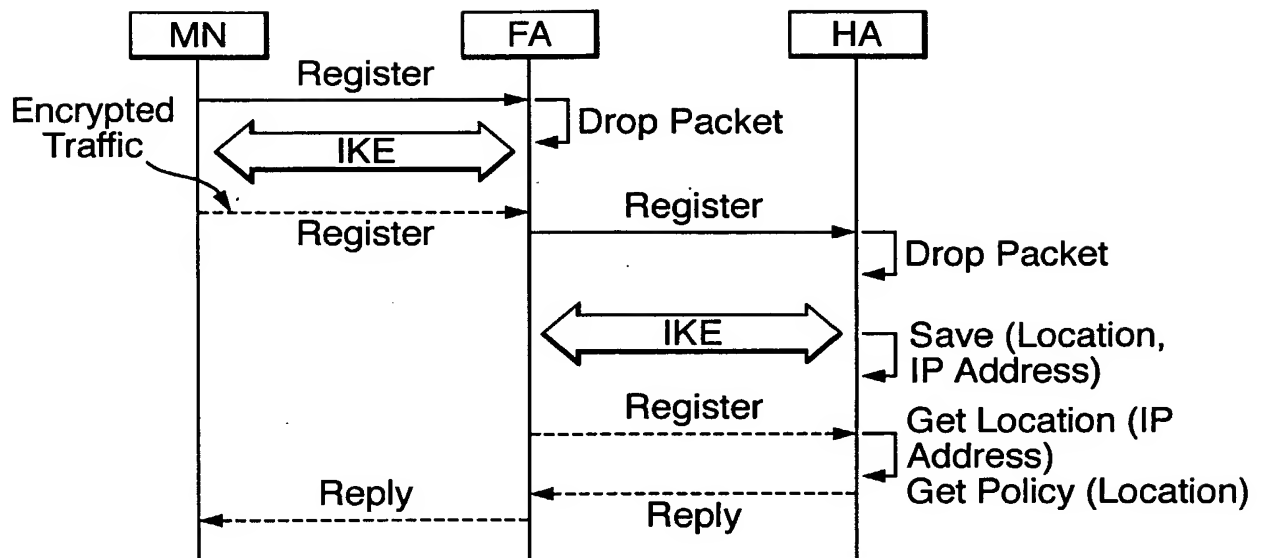 MN
FA
HA
Register
Encrypted
Traffic
Drop Packet
IKE
Register
Register
Drop Packet
IKE
Save (Location,
IP Address)
Register
Get Location (IP
Address)
Get Policy (Location)
Reply
Reply